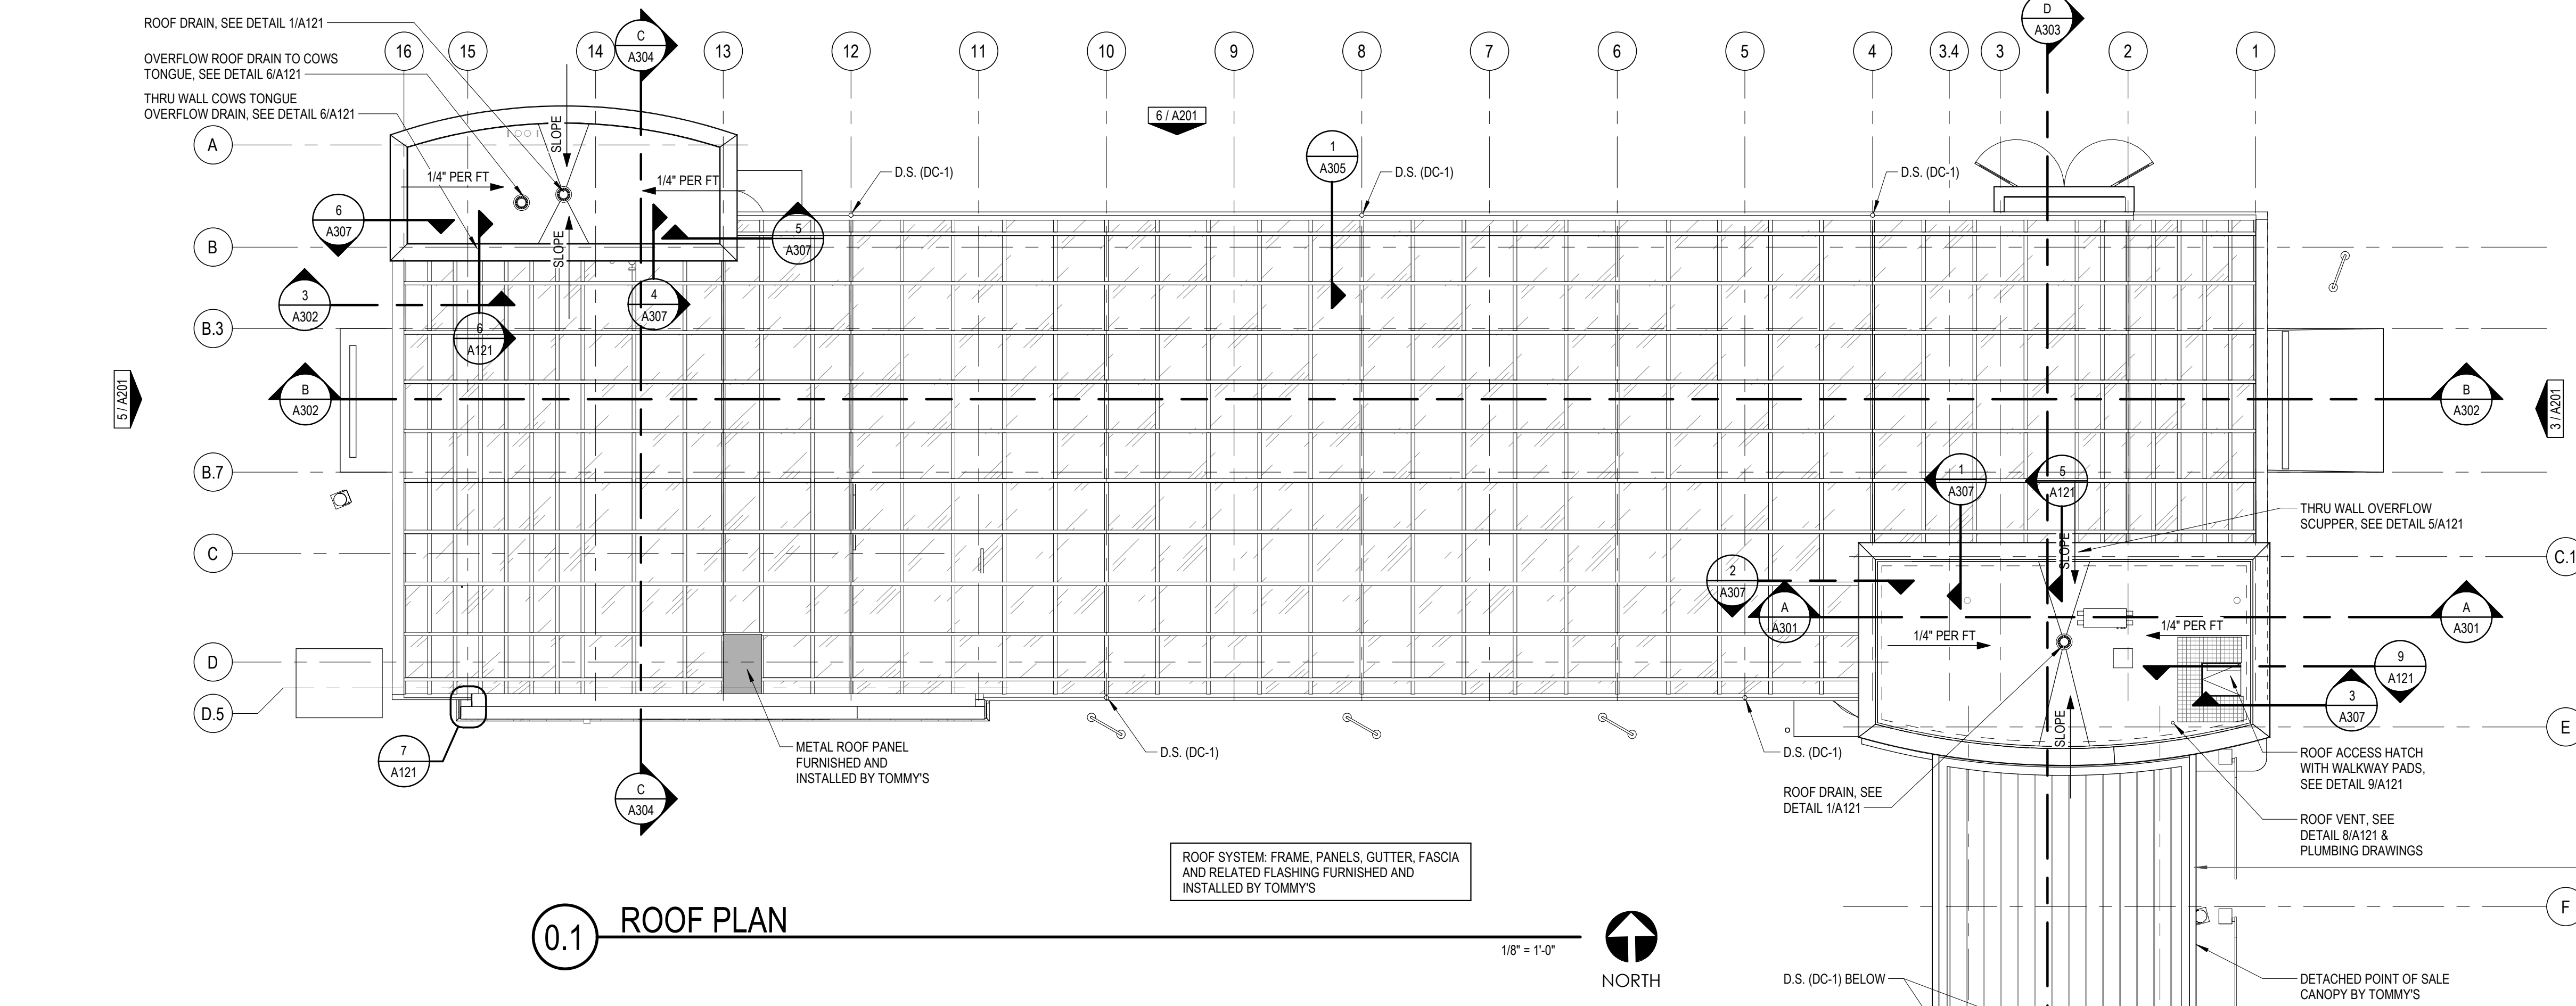 ROOF DRAIN, SEE DETAIL 1/A121
OVERFLOW ROOF DRAIN TO COWS
TONGUE, SEE DETAIL 6/A121
THRU WALL COWS TONGUE
OVERFLOW DRAIN, SEE DETAIL 6/A121
16
15
14
C
A304
13
12
11
10
9
8
7
6
5
4
3.4
3
D
A303
2
1
6 / A201
A
SLOPE
1/4" PER FT
1/4" PER FT
D.S. (DC-1)
1
A305
D.S. (DC-1)
D.S. (DC-1)
6
A307
5
A307
B
SLOPE
3
A302
4
A307
B.3
6
A121
5 / A201
B
A302
B
A302
3 / A201
B.7
1
A307
5
A121
THRU WALL OVERFLOW
SCUPPER, SEE DETAIL 5/A121
C
SLOPE
C.1
2
A307
A
A301
A
A301
1/4" PER FT
1/4" PER FT
D
9
A121
D.5
3
A307
SLOPE
E
7
A121
METAL ROOF PANEL
FURNISHED AND
INSTALLED BY TOMMY'S
D.S. (DC-1)
D.S. (DC-1)
ROOF ACCESS HATCH
WITH WALKWAY PADS,
SEE DETAIL 9/A121
C
A304
ROOF DRAIN, SEE
DETAIL 1/A121
ROOF VENT, SEE
DETAIL 8/A121 &
PLUMBING DRAWINGS
ROOF SYSTEM: FRAME, PANELS, GUTTER, FASCIA
AND RELATED FLASHING FURNISHED AND
INSTALLED BY TOMMY'S
F
0.1
ROOF PLAN
1/8" = 1'-0"
NORTH
D.S. (DC-1) BELOW
DETACHED POINT OF SALE
CANOPY BY TOMMY'S